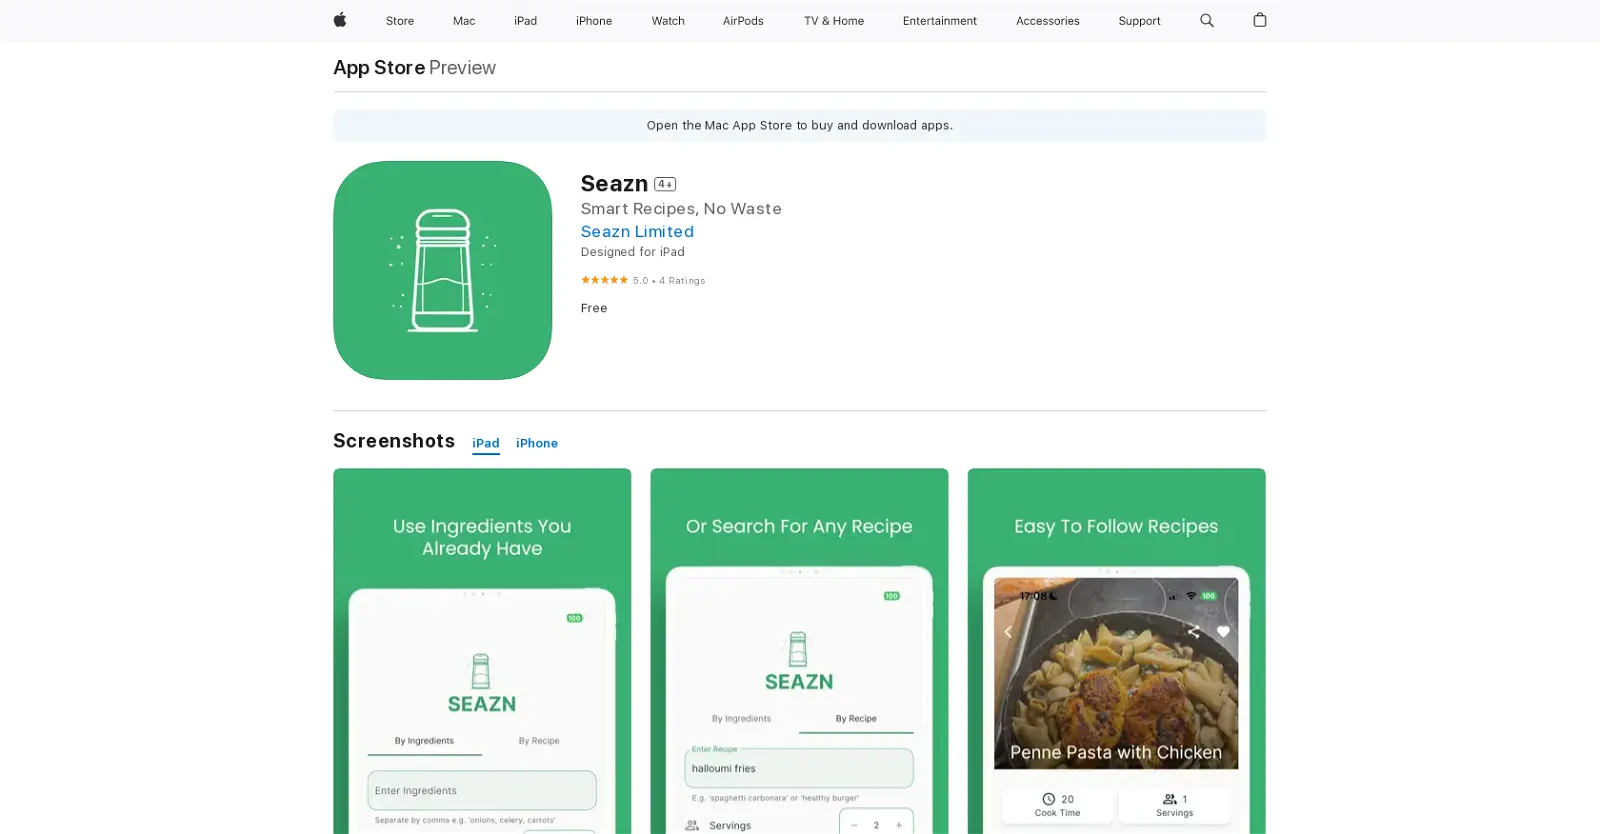 Store Mac iPad iPhone Watch AirPods TV & Home Entertainment Accessories Support
App Store Preview
Open the Mac App Store to buy and download apps.
Seazn 4+
Smart Recipes, No Waste
Seazn Limited
Designed for iPad
5.0 • 4 Ratings
Free
Screenshots iPad iPhone
Use Ingredients You
Already Have
100
SEAZN
By Ingredients By Recipe
Enter Ingredients
Separate by comma e.g. 'onions, celery, carrots'
Or Search For Any Recipe
100
SEAZN
By Ingredients By Recipe
Enter Recipe
halloumi fries
E.g. 'spaghetti carbonara' or 'healthy burger'
Servings − 2 +
Easy To Follow Recipes
17:08 100
Penne Pasta with Chicken
20 1
Cook Time Servings